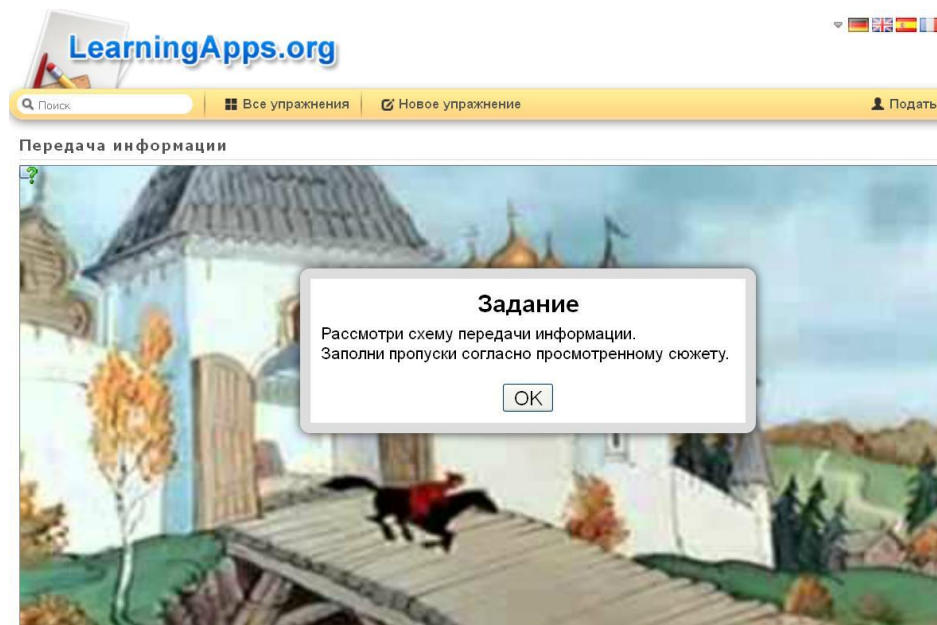 LearningApps.org
Поиск
Все упражнения
Новое упражнение
Подать
Передача информации
Задание
Рассмотри схему передачи информации.
Заполни пропуски согласно просмотренному сюжету.
OK